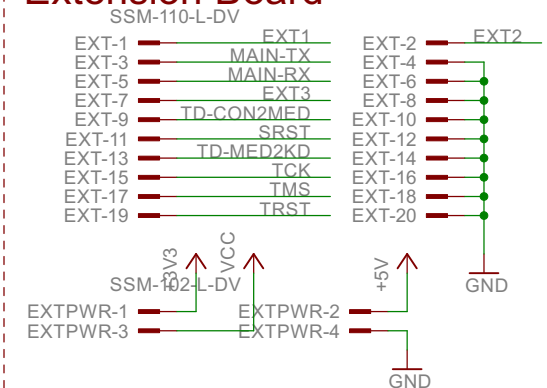 Extension Board
SSM-110-L-DV
EXT-1 EXT1 EXT-2 EXT2
EXT-3 MAIN-TX EXT-4
EXT-5 MAIN-RX EXT-6
EXT-7 EXT3 EXT-8
EXT-9 TD-CON2MED EXT-10
EXT-11 SRST EXT-12
EXT-13 TD-MED2KD EXT-14
EXT-15 TCK EXT-16
EXT-17 TMS EXT-18
EXT-19 TRST EXT-20
+3V3 VCC +5V GND
SSM-102-L-DV
EXTPWR-1 EXTPWR-2
EXTPWR-3 EXTPWR-4
GND